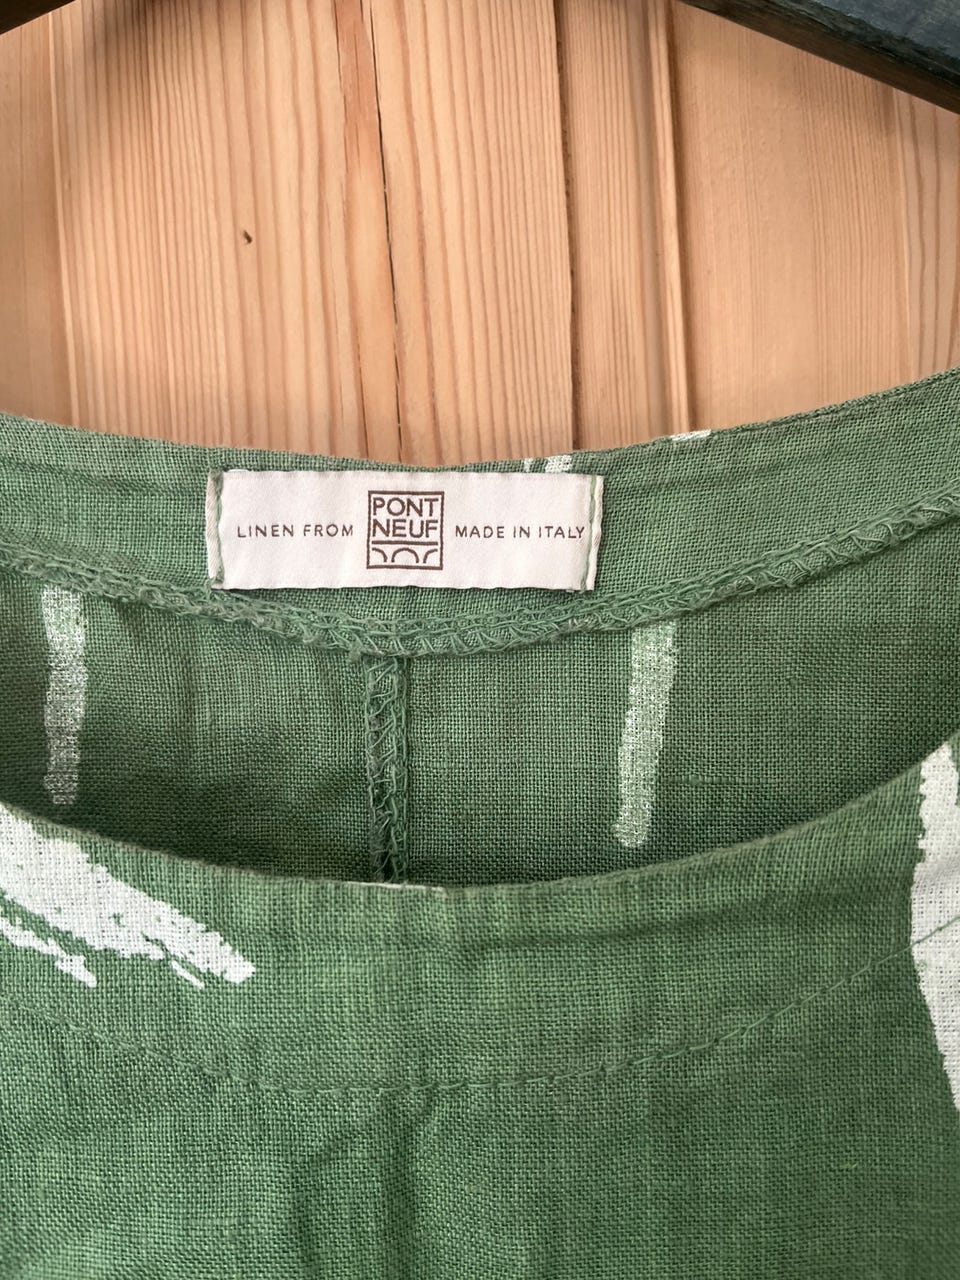 LINEN FROM
PONT
NEUF
MADE IN ITALY